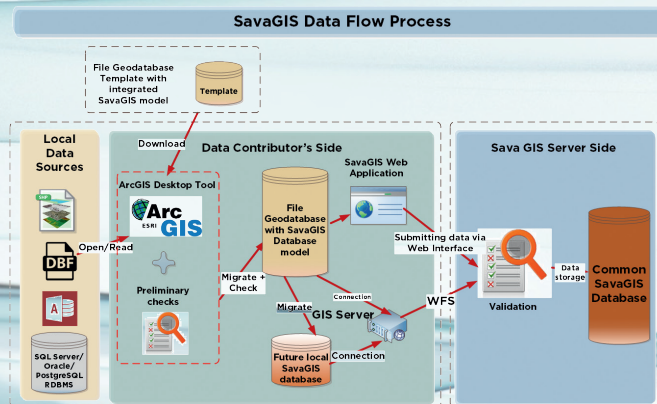 SavaGIS Data Flow Process
File Geodatabase
Template with
integrated
SavaGIS model
Template
Download
Local
Data
Sources
SHP
DBF
Open/Read
A
SQL Server/
Oracle/
PostgreSQL
RDBMS
Data Contributor's Side
ArcGIS Desktop Tool
Arc
ESRI
GIS
Preliminary
checks
Migrate +
Check
File
Geodatabase
with SavaGIS
Database
model
SavaGIS Web
Application
Submitting data via
Web Interface
Connection
Migrate
GIS Server
WFS
Future local
SavaGIS
database
Connection
Sava GIS Server Side
Validation
Data
storage
Common
SavaGIS
Database